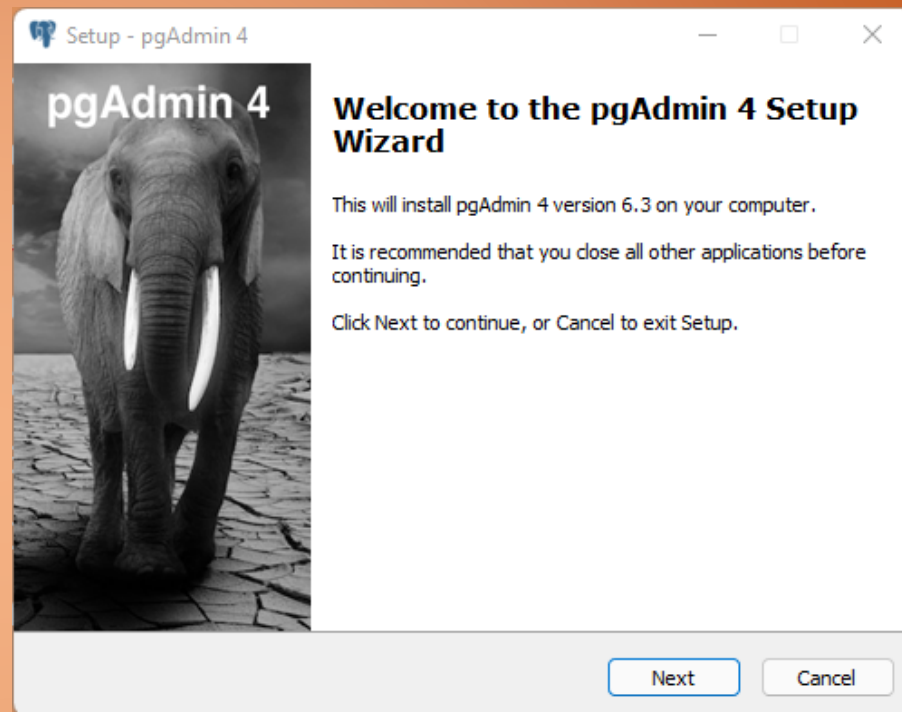 Setup - pgAdmin 4
pgAdmin 4
Welcome to the pgAdmin 4 Setup
Wizard
This will install pgAdmin 4 version 6.3 on your computer.
It is recommended that you close all other applications before
continuing.
Click Next to continue, or Cancel to exit Setup.
Next
Cancel